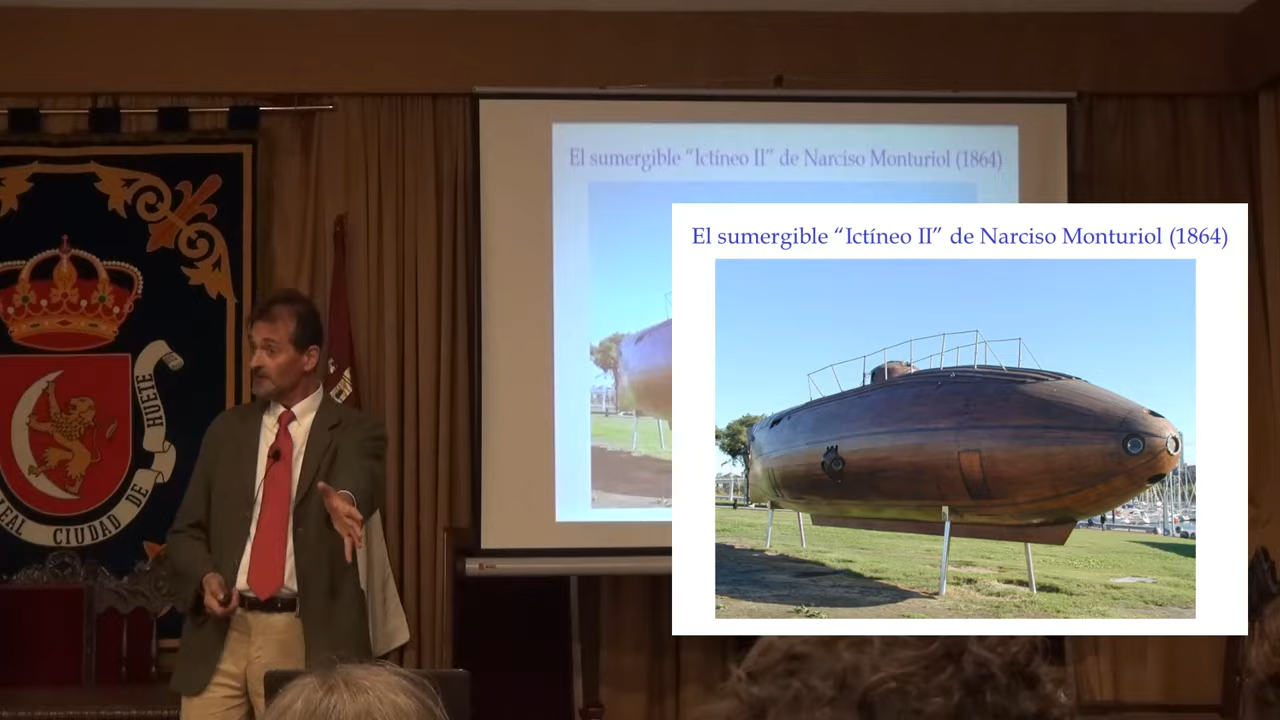 El sumergible “Ictíneo II” de Narciso Monturiol (1864)
El sumergible “Ictíneo II” de Narciso Monturiol (1864)
REAL CIUDAD DE HUETE